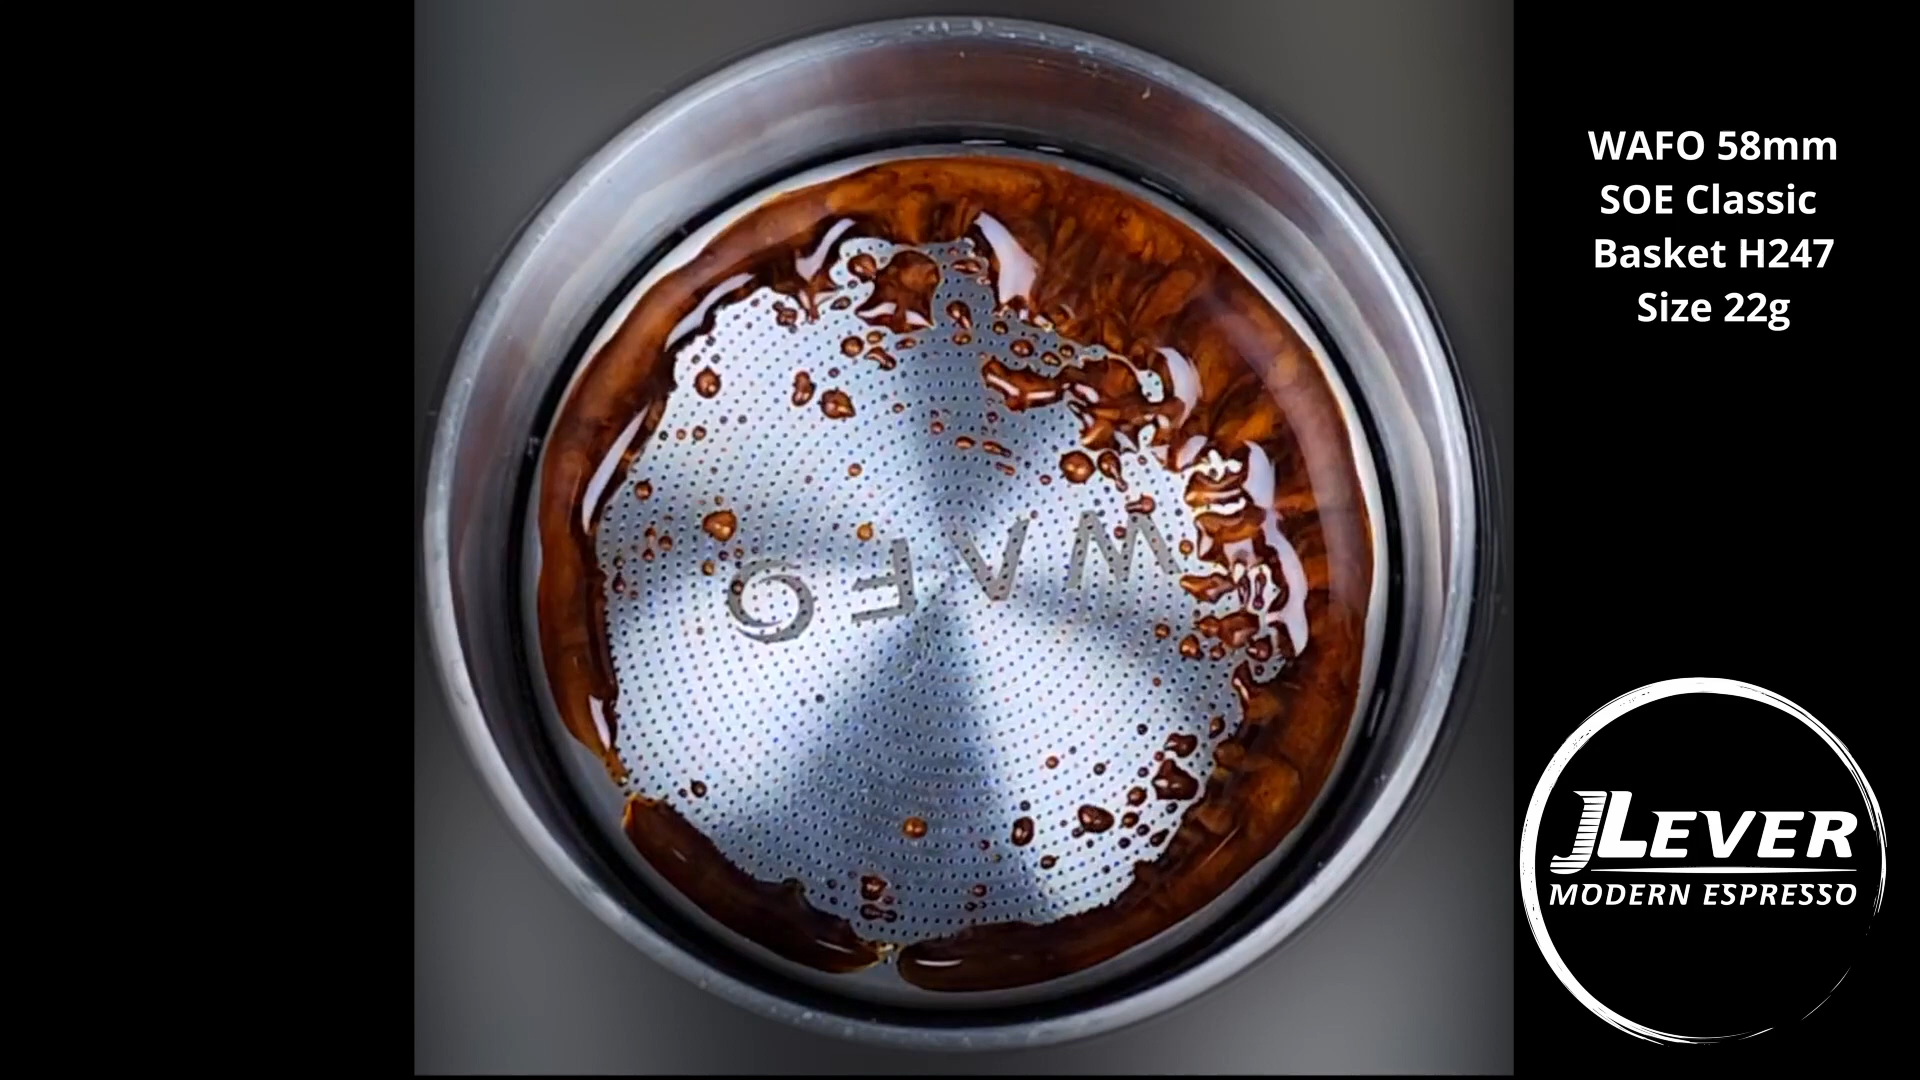 WAFO 58mm
SOE Classic
Basket H247
Size 22g
WAFO
JLEVER
MODERN ESPRESSO